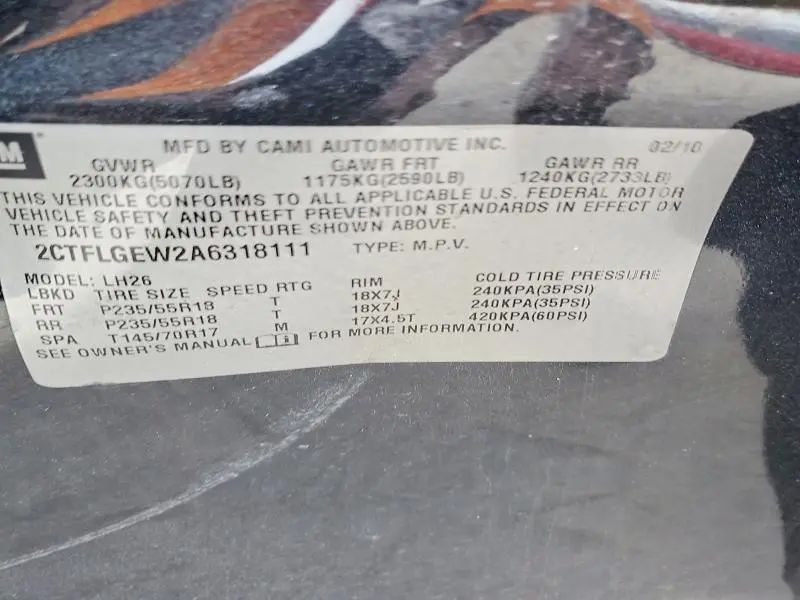 M
MFD BY CAMI AUTOMOTIVE INC. 02/10
GVWR GAWR FRT GAWR RR
2300KG(5070LB) 1175KG(2590LB) 1240KG(2733LB)
THIS VEHICLE CONFORMS TO ALL APPLICABLE U.S. FEDERAL MOTOR
VEHICLE SAFETY AND THEFT PREVENTION STANDARDS IN EFFECT ON
THE DATE OF MANUFACTURE SHOWN ABOVE.
2CTFLGEW2A6318111 TYPE: M.P.V.
MODEL: LH26
LBKD TIRE SIZE SPEED RTG RIM COLD TIRE PRESSURE
FRT P235/55R18 T 18X7J 240KPA(35PSI)
RR P235/55R18 T 18X7J 240KPA(35PSI)
SPA T145/70R17 M 17X4.5T 420KPA(60PSI)
SEE OWNER'S MANUAL FOR MORE INFORMATION.